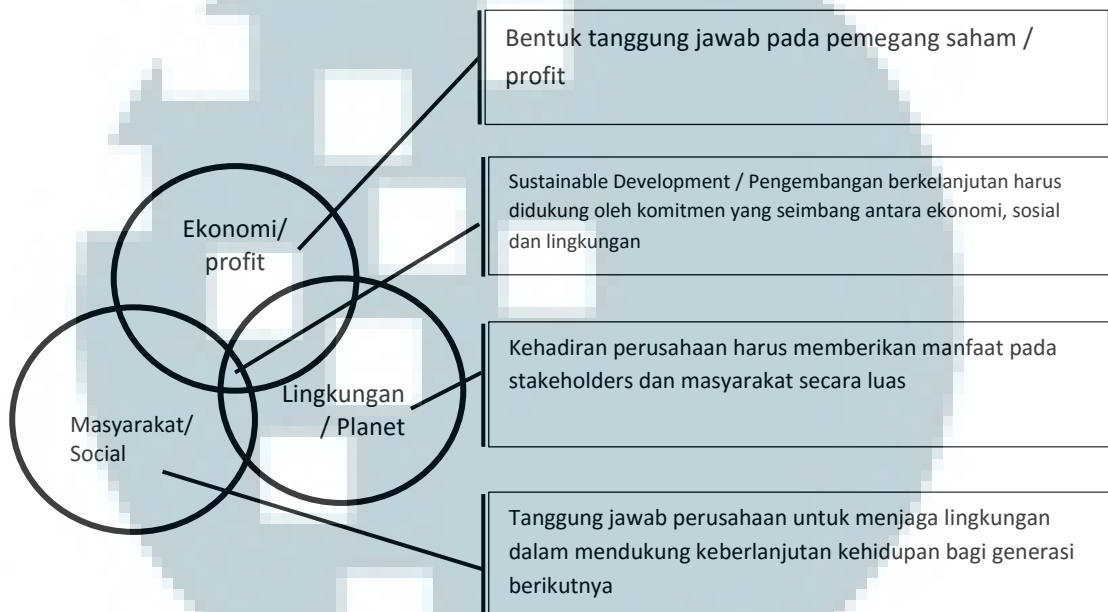 Bentuk tanggung jawab pada pemegang saham /
profit
Sustainable Development / Pengembangan berkelanjutan harus
didukung oleh komitmen yang seimbang antara ekonomi, sosial
dan lingkungan
Ekonomi/
profit
Kehadiran perusahaan harus memberikan manfaat pada
stakeholders dan masyarakat secara luas
Lingkungan
/ Planet
Masyarakat/
Social
Tanggung jawab perusahaan untuk menjaga lingkungan
dalam mendukung keberlanjutan kehidupan bagi generasi
berikutnya